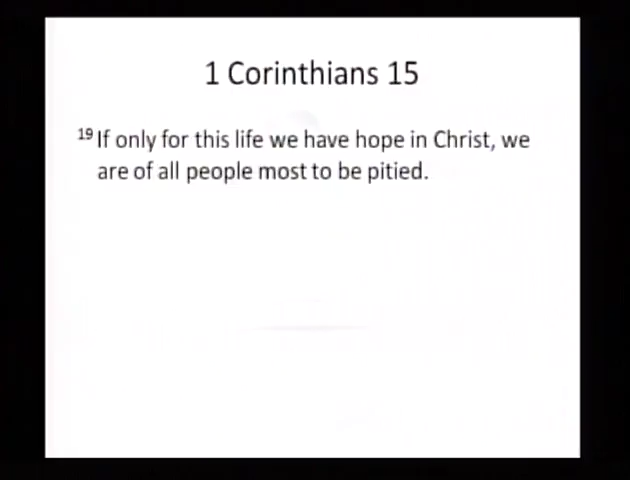 1 Corinthians 15
19 If only for this life we have hope in Christ, we
are of all people most to be pitied.